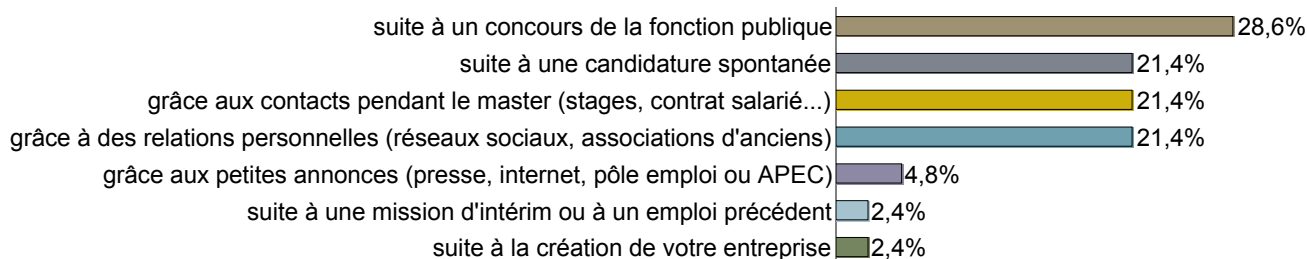 suite à un concours de la fonction publique 28,6%
suite à une candidature spontanée 21,4%
grâce aux contacts pendant le master (stages, contrat salarié...) 21,4%
grâce à des relations personnelles (réseaux sociaux, associations d'anciens) 21,4%
grâce aux petites annonces (presse, internet, pôle emploi ou APEC) 4,8%
suite à une mission d'intérim ou à un emploi précédent 2,4%
suite à la création de votre entreprise 2,4%